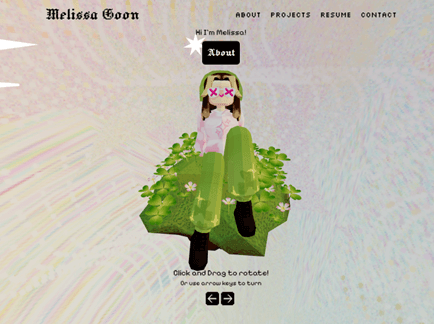 Melissa Goon
ABOUT PROJECTS RESUME CONTACT
Hi I'm Melissa!
About
Click and Drag to rotate!
Or use arrow keys to turn